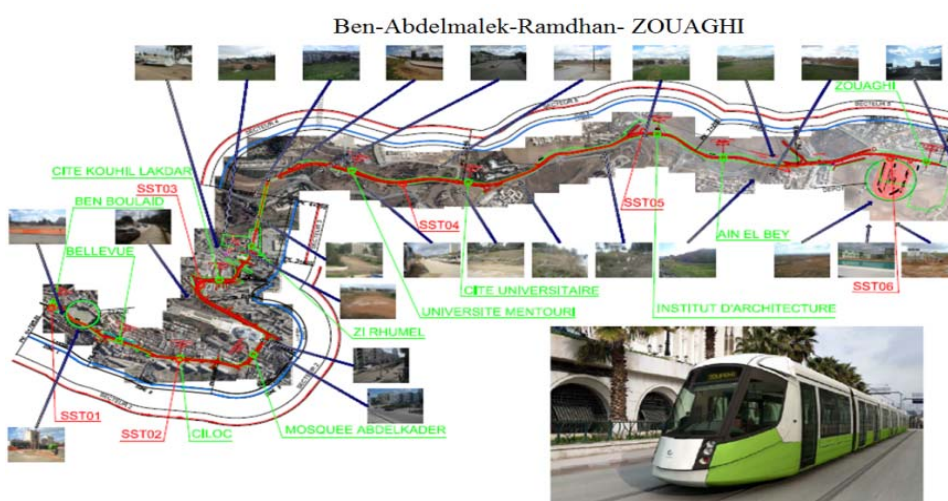 Ben-Abdelmalek-Ramdhan- ZOUAGHI
ZOUAGHI
CITE KOUHIL LAKDAR
SST03
BEN BOULAID
BELLEVUE
SST04
SST05
AIN EL BEY
CITE UNIVERSITAIRE
SST06
UNIVERSITE MENTOURI
INSTITUT D'ARCHITECTURE
ZI RHUMEL
SST01
SST02
CILOC
MOSQUEE ABDELKADER